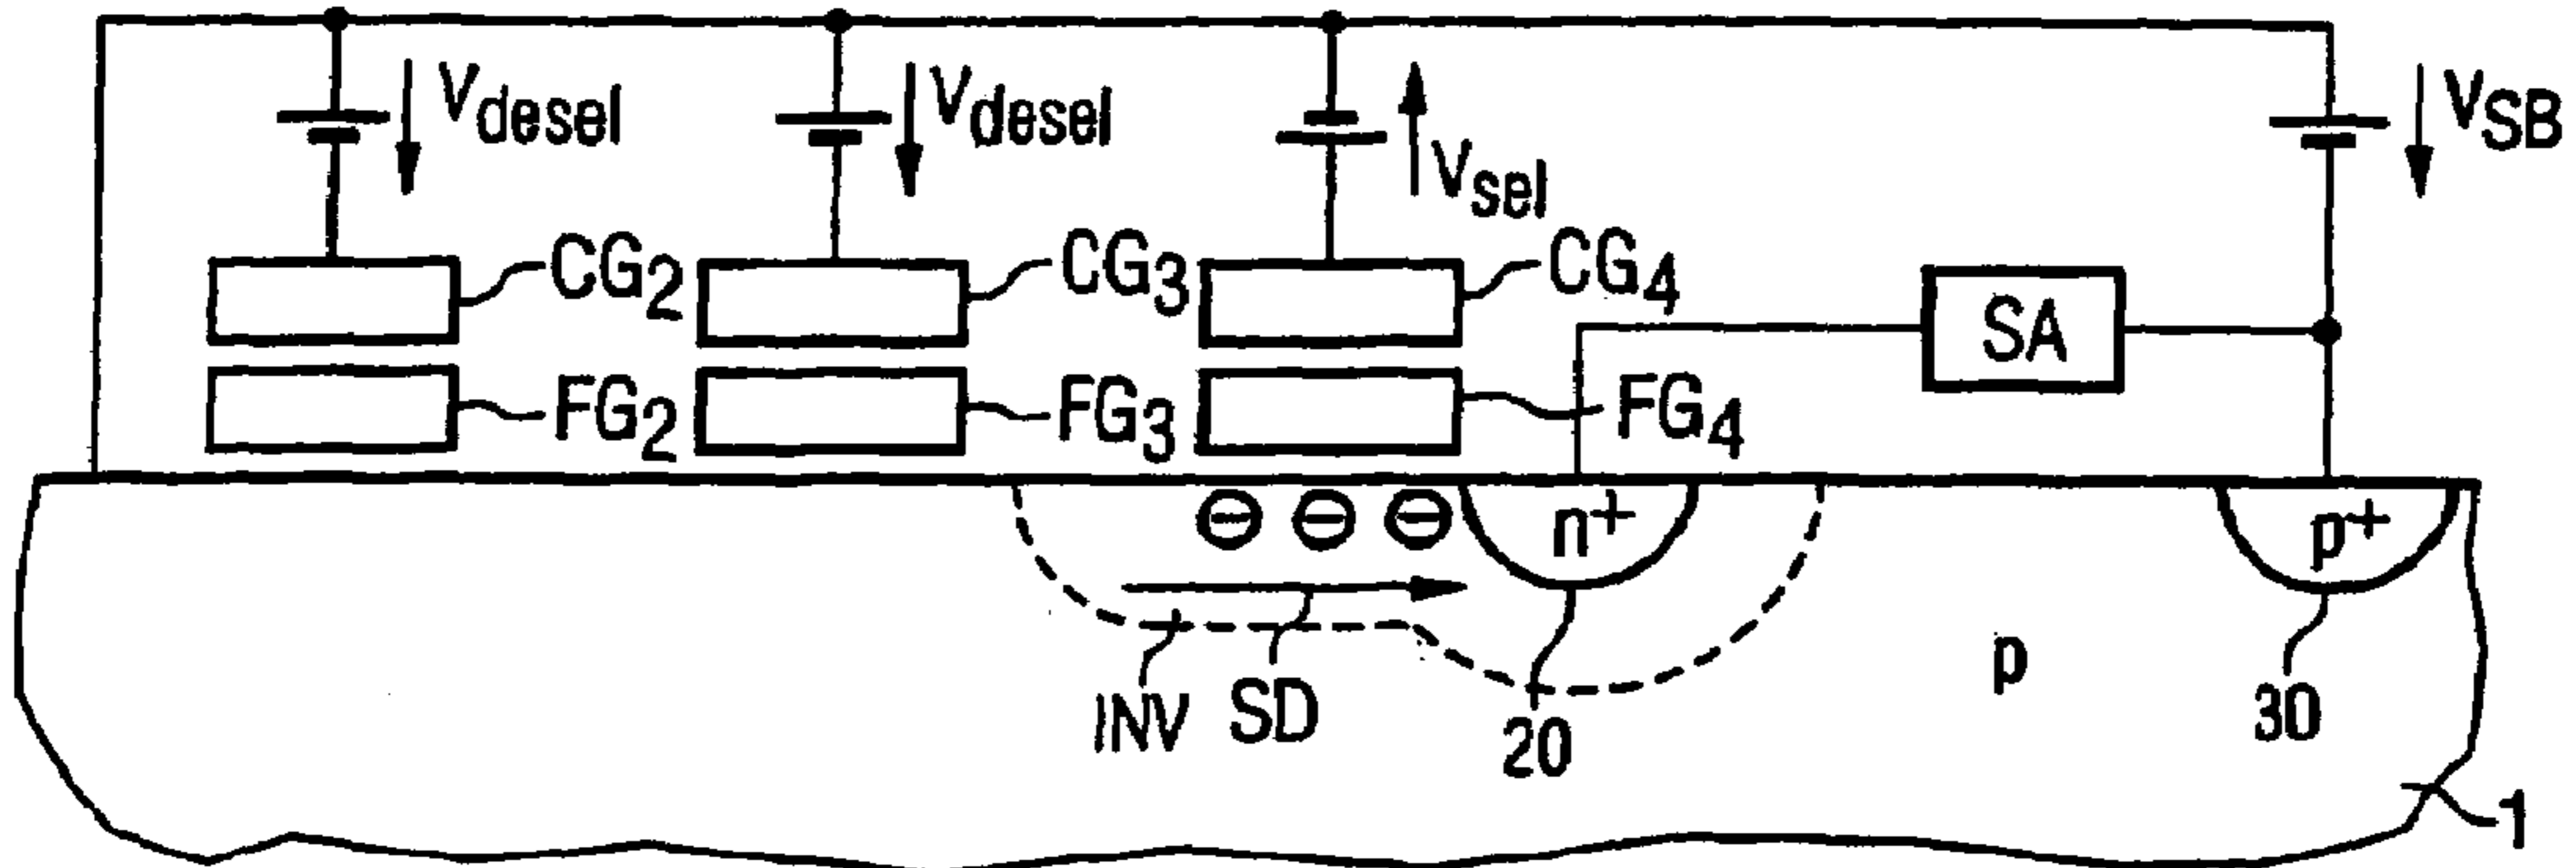 Vdesel Vdesel Vsel VSB
CG2 CG3 CG4
SA
FG2 FG3 FG4
n+ p+
p
INV SD 20 30
1